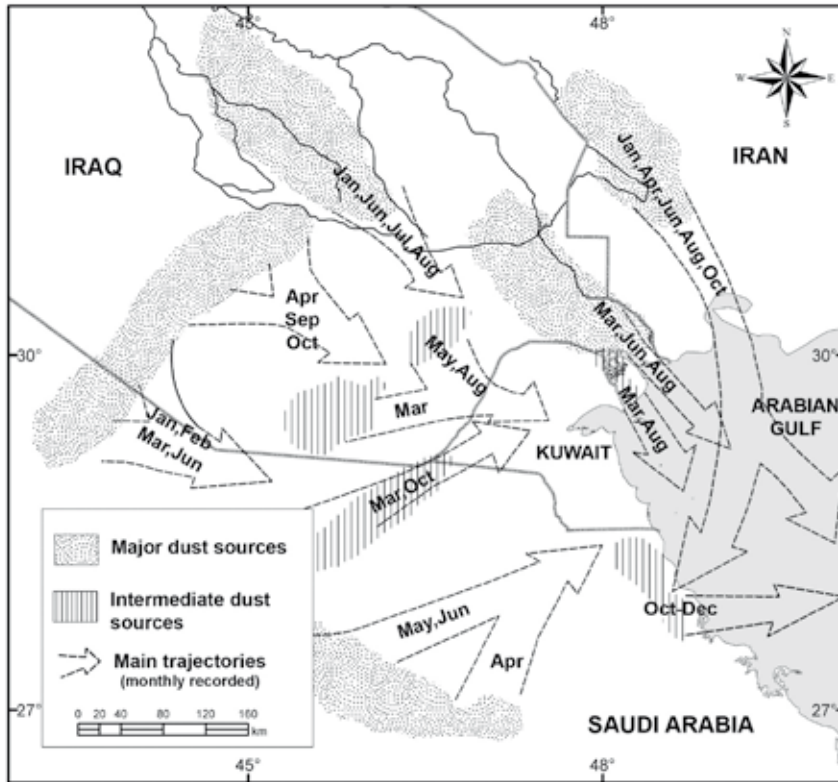 45°
48°
N
W
E
S
IRAQ
IRAN
Jan,Apr,Jun,Aug,Oct
Jan,Jun,Jul,Aug
Apr
Sep
Oct
30°
30°
May,Aug
Mar,Jun,Aug
Mar
Mar,Aug
ARABIAN
GULF
Jan,Feb
Mar,Jun
KUWAIT
Mar,Oct
Major dust sources
Intermediate dust
sources
Main trajectories
(monthly recorded)
0 20 40 80 120 160
km
May,Jun
Apr
Oct-Dec
27°
27°
SAUDI ARABIA
45°
48°